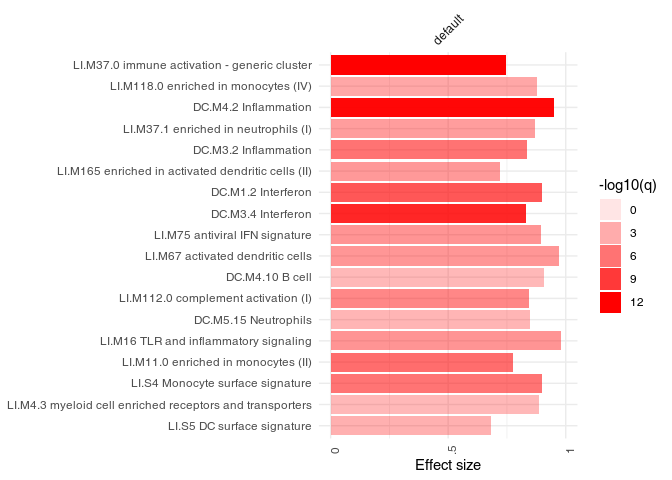 default
LI.M37.0 immune activation - generic cluster
LI.M118.0 enriched in monocytes (IV)
DC.M4.2 Inflammation
LI.M37.1 enriched in neutrophils (I)
DC.M3.2 Inflammation
LI.M165 enriched in activated dendritic cells (II)
DC.M1.2 Interferon
DC.M3.4 Interferon
LI.M75 antiviral IFN signature
LI.M67 activated dendritic cells
DC.M4.10 B cell
LI.M112.0 complement activation (I)
DC.M5.15 Neutrophils
LI.M16 TLR and inflammatory signaling
LI.M11.0 enriched in monocytes (II)
LI.S4 Monocyte surface signature
LI.M4.3 myeloid cell enriched receptors and transporters
LI.S5 DC surface signature
0 .5 1
Effect size
-log10(q)
0
3
6
9
12